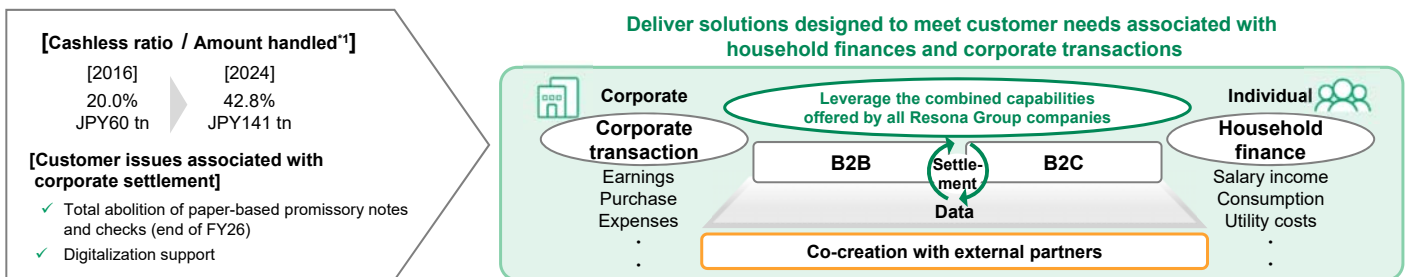 [Cashless ratio / Amount handled*1]
[2016] [2024]
20.0% 42.8%
JPY60 tn JPY141 tn
[Customer issues associated with
corporate settlement]
✓ Total abolition of paper-based promissory notes
and checks (end of FY26)
✓ Digitalization support
Deliver solutions designed to meet customer needs associated with
household finances and corporate transactions
Corporate
Corporate
transaction
Earnings
Purchase
Expenses
·
·
Leverage the combined capabilities
offered by all Resona Group companies
B2B
Settle-
ment
B2C
Data
Co-creation with external partners
Individual
Household
finance
Salary income
Consumption
Utility costs
·
·